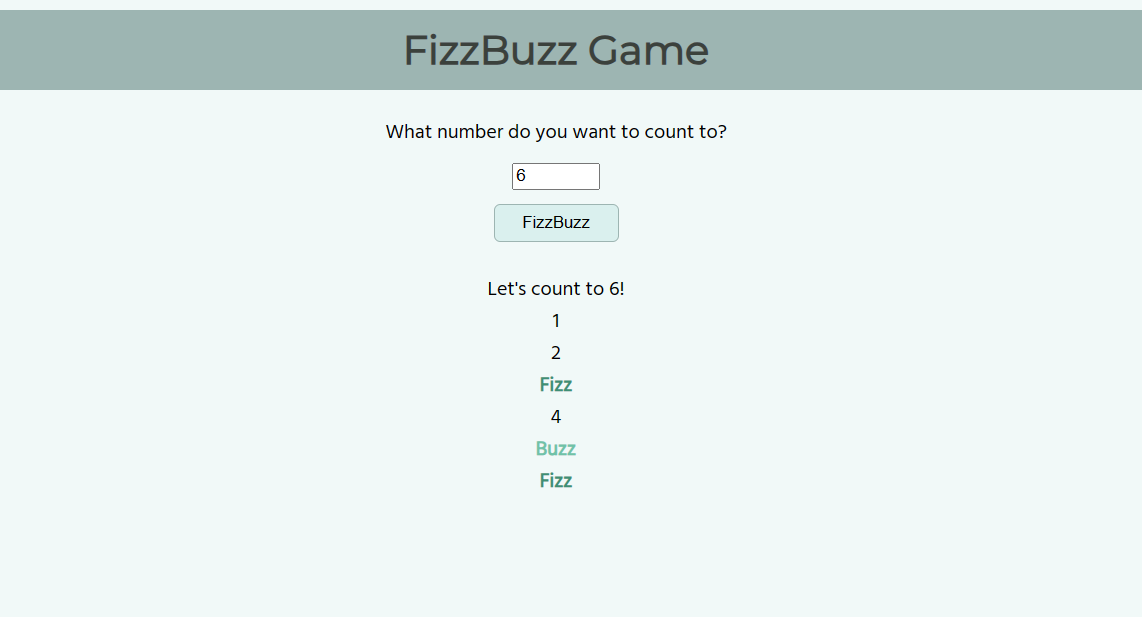 FizzBuzz Game
What number do you want to count to?
6
FizzBuzz
Let's count to 6!
1
2
Fizz
4
Buzz
Fizz